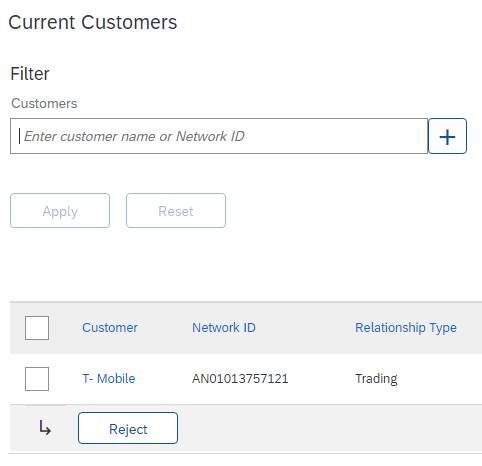 Current Customers
Filter
Customers
Enter customer name or Network ID
+
Apply Reset
Customer Network ID Relationship Type
T- Mobile AN01013757121 Trading
Reject